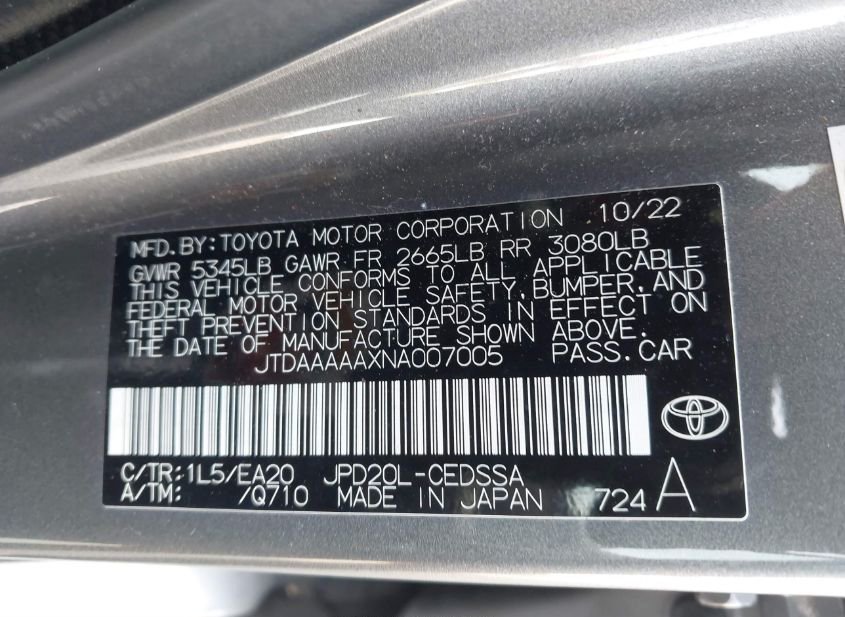 MFD.BY:TOYOTA MOTOR CORPORATION 10/22
GVWR 5345LB GAWR FR 2665LB RR 3080LB
THIS VEHICLE CONFORMS TO ALL APPLICABLE
FEDERAL MOTOR VEHICLE SAFETY,BUMPER,AND
THEFT PREVENTION STANDARDS IN EFFECT ON
THE DATE OF MANUFACTURE SHOWN ABOVE.
JTDAAAAAXNA007005 PASS.CAR
C/TR:1L5/EA20 JPD20L-CEDSSA
A/TM: /Q710 MADE IN JAPAN 724 A